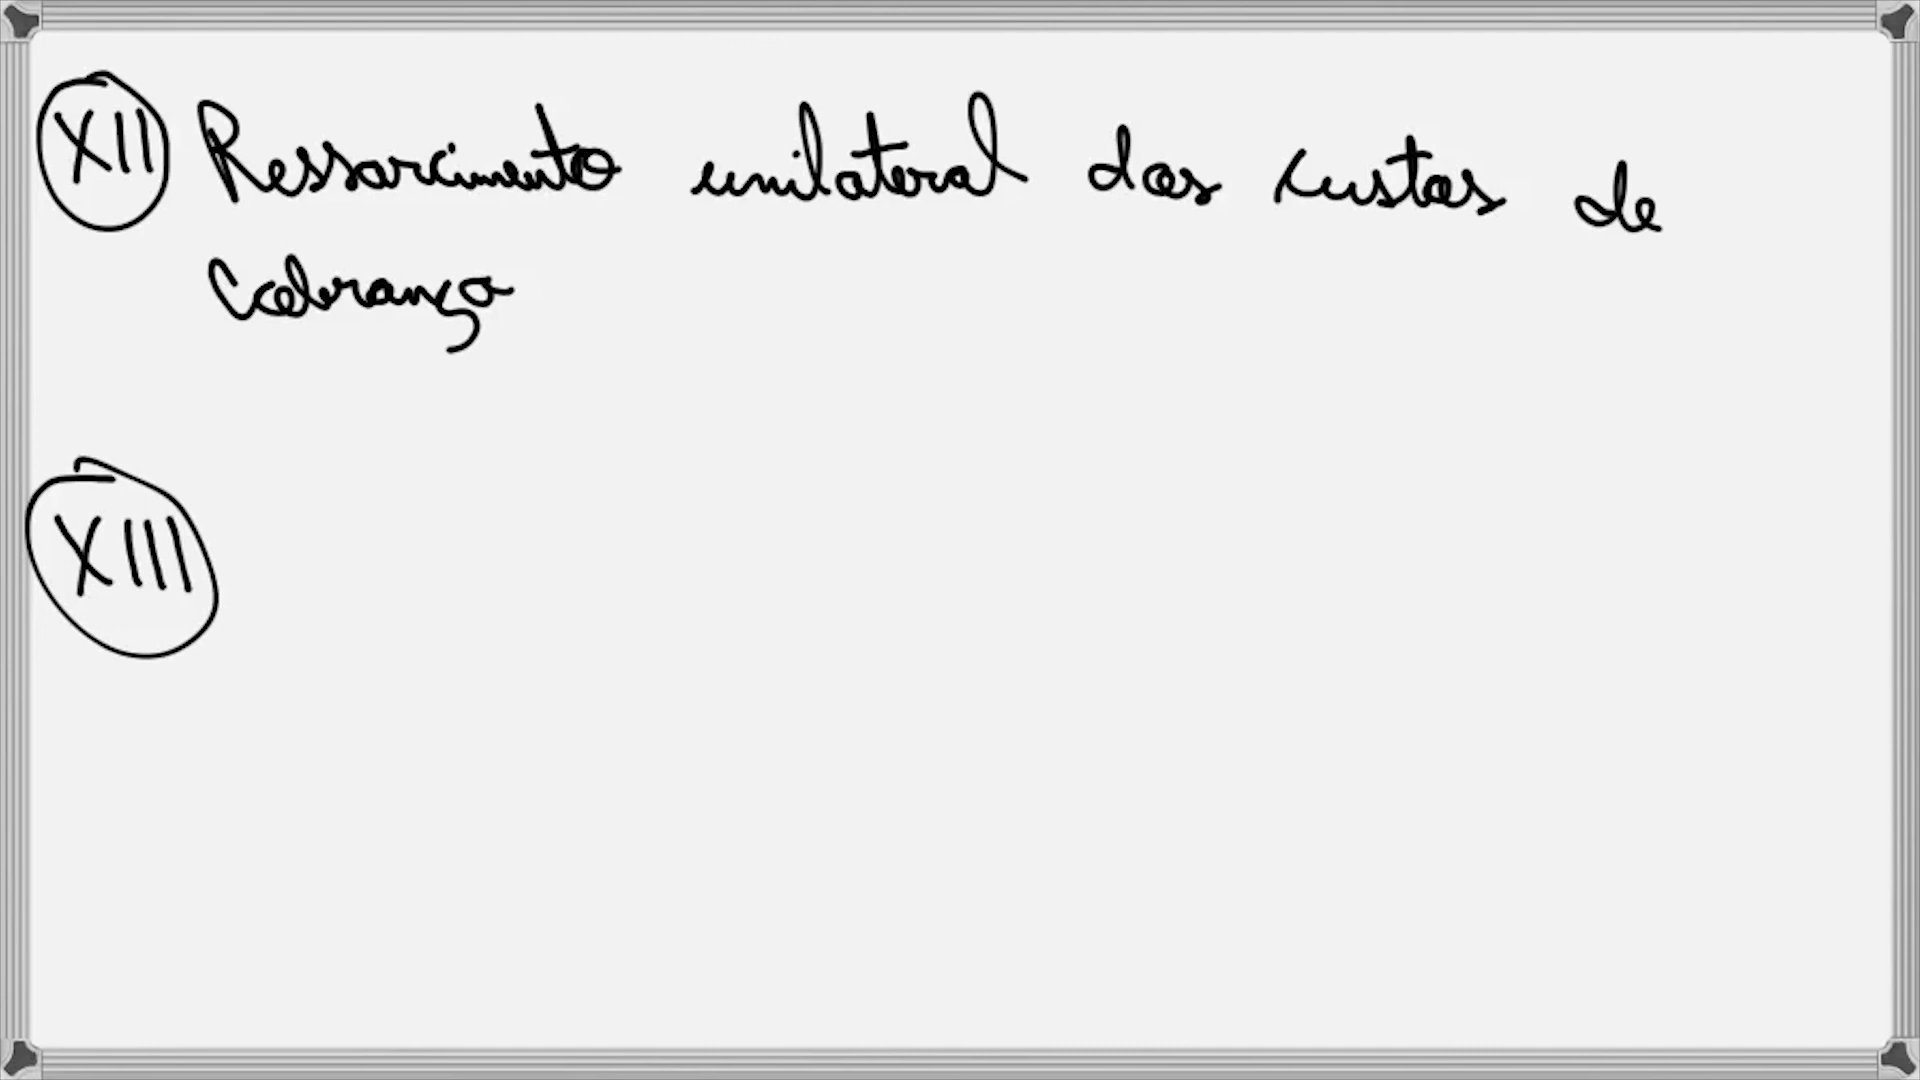 XII Ressarcimento unilateral das custas de
Cobrança
XIII